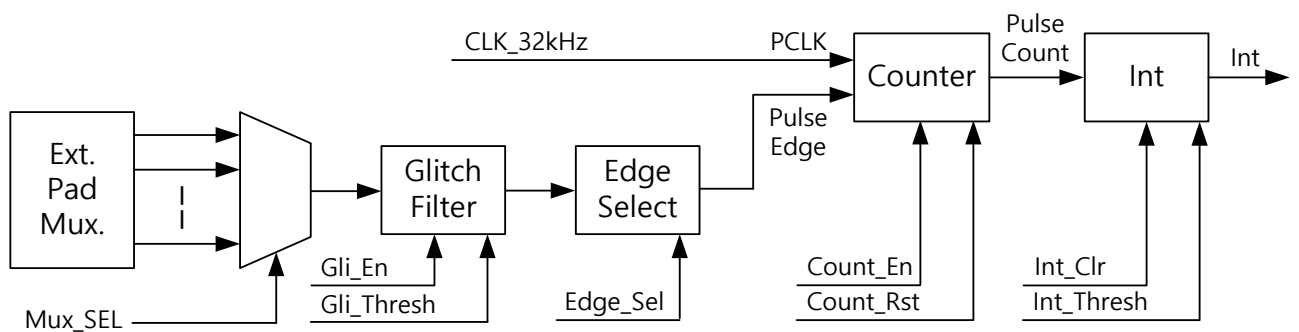 CLK_32kHz
PCLK
Pulse
Count
Int
Counter
Int
Pulse
Edge
Ext.
Pad
Mux.
Glitch
Filter
Edge
Select
Gli_En
Gli_Thresh
Edge_Sel
Count_En
Count_Rst
Int_Clr
Int_Thresh
Mux_SEL